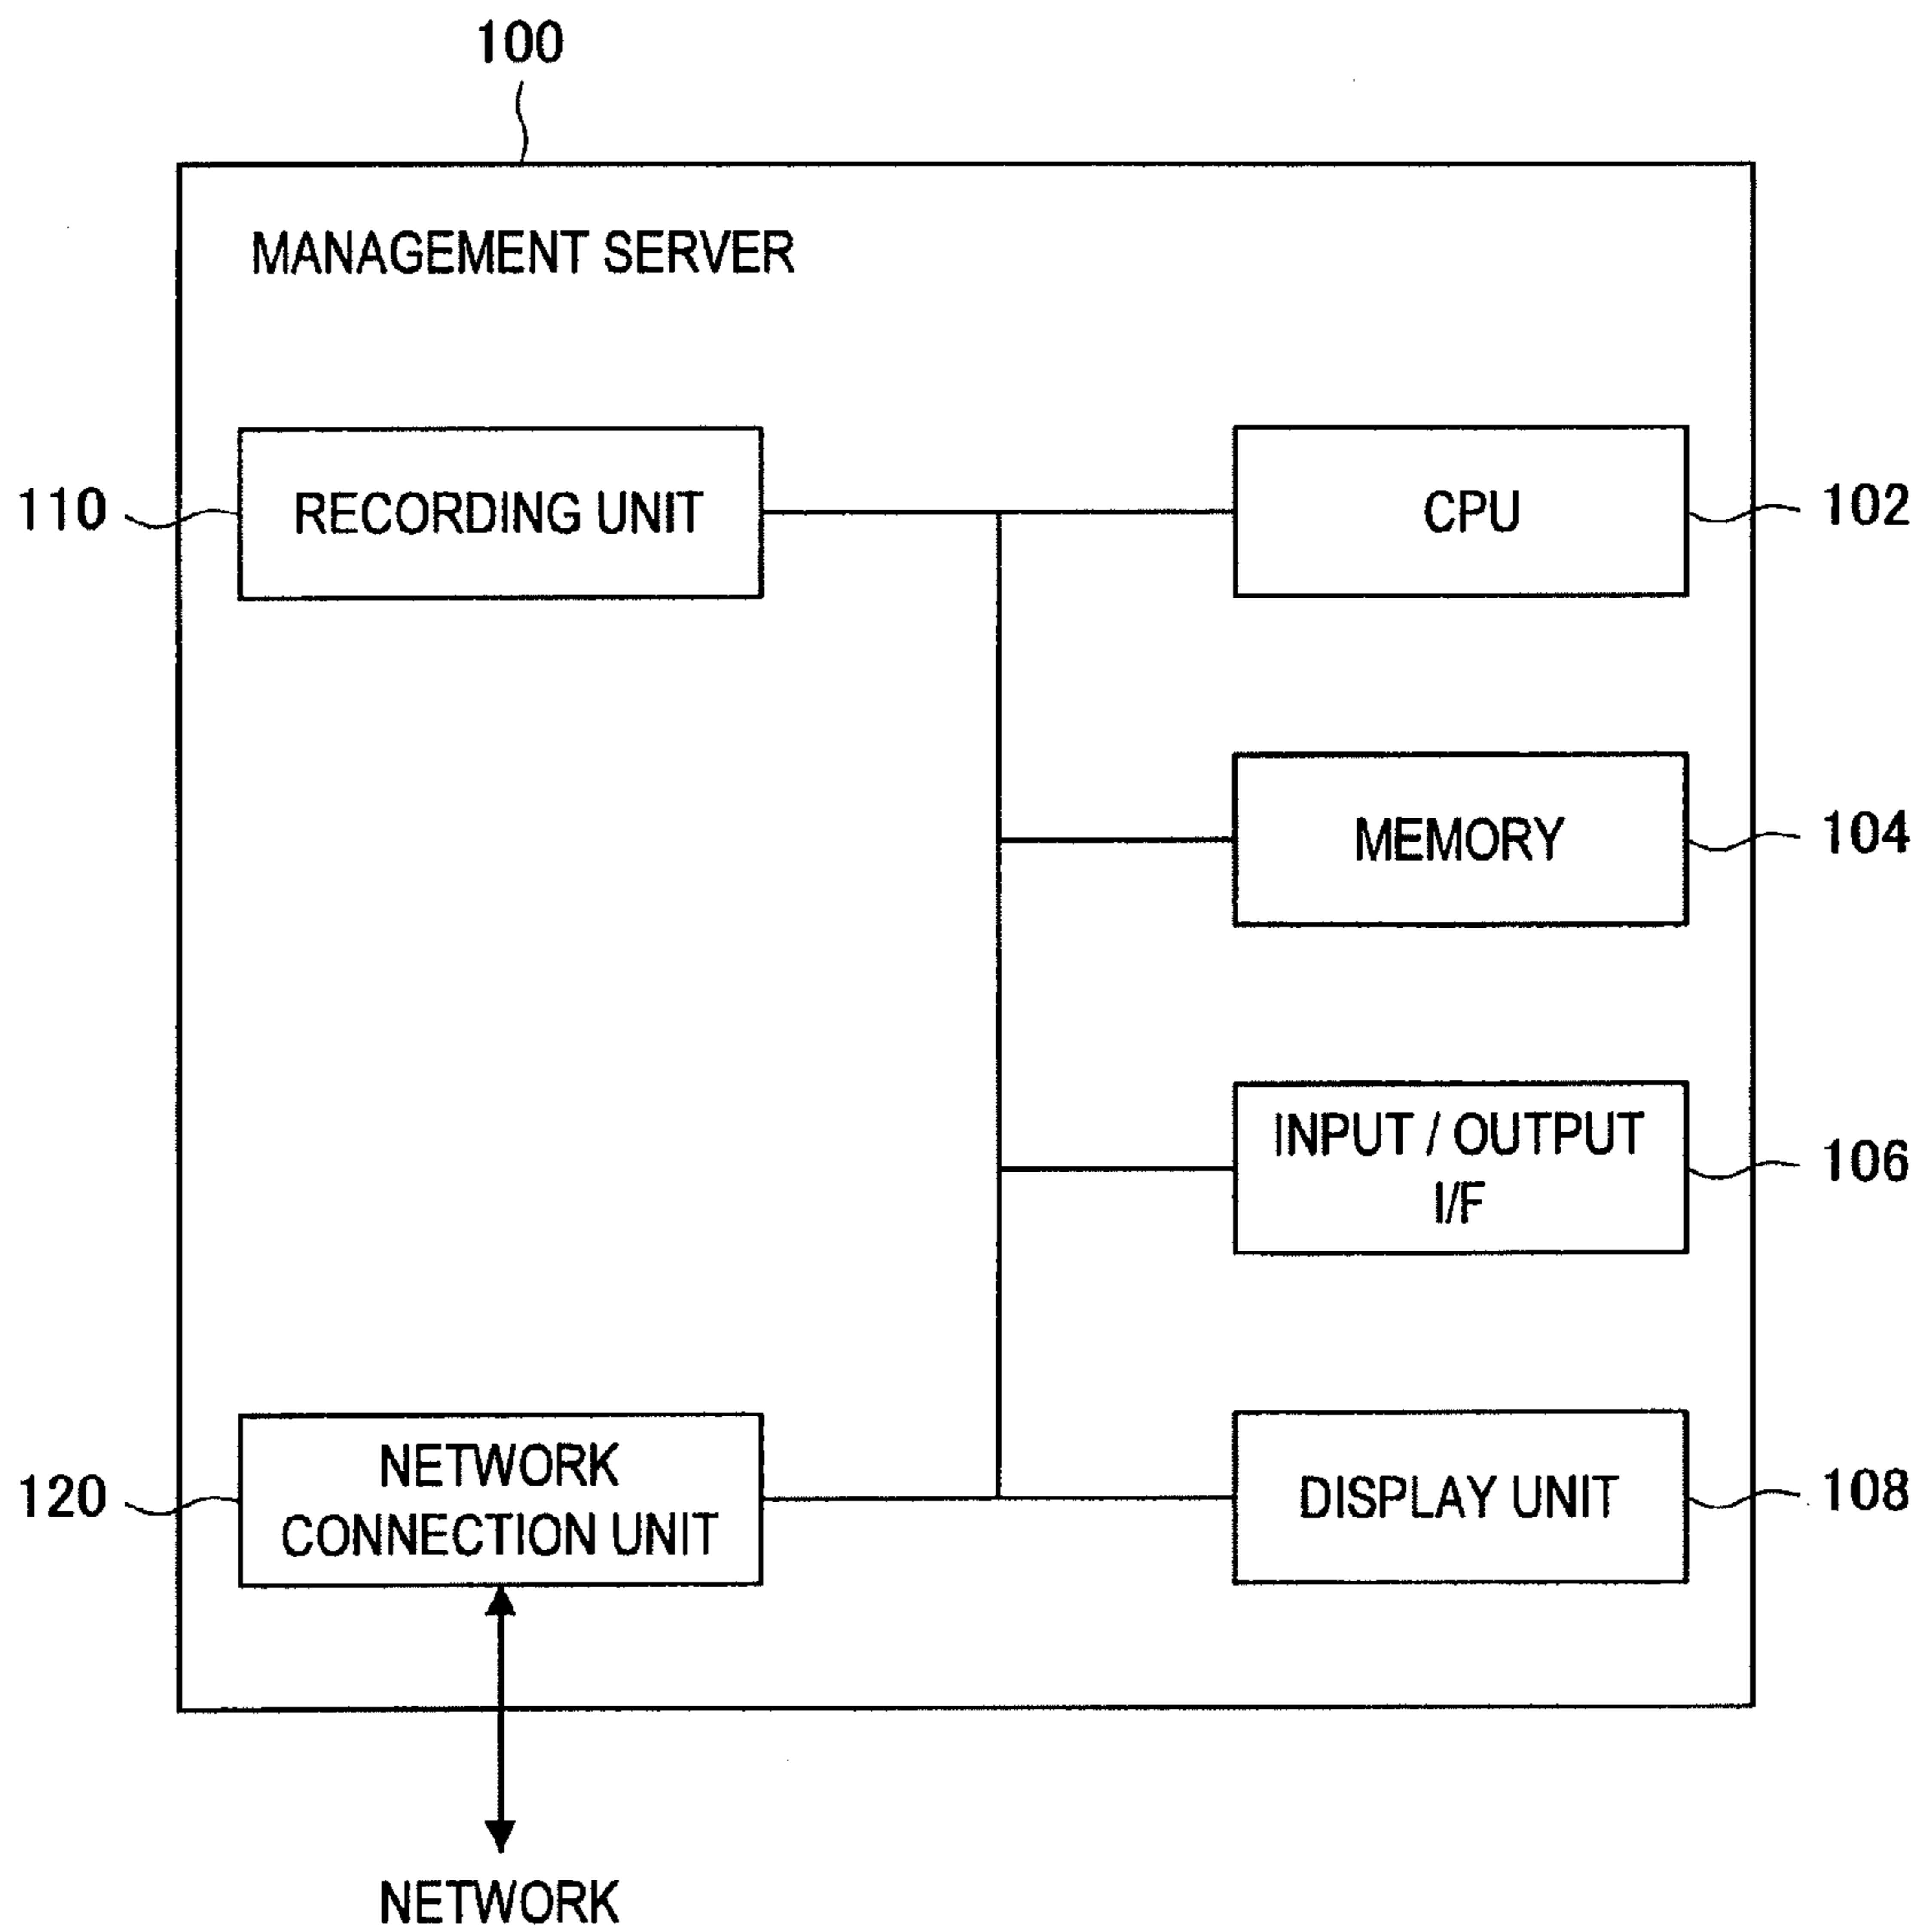 100
MANAGEMENT SERVER
110
RECORDING UNIT
CPU
102
MEMORY
104
INPUT / OUTPUT
I/F
106
120
NETWORK
CONNECTION UNIT
DISPLAY UNIT
108
NETWORK